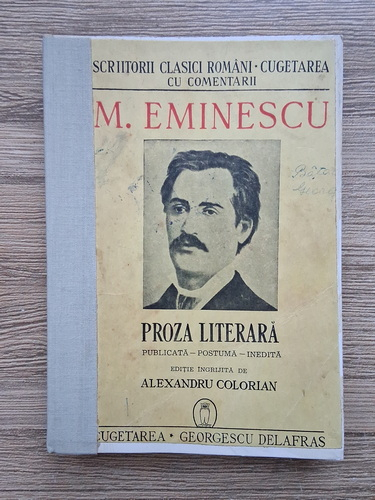 SCRIITORII CLASICI ROMÂNI • CUGETAREA
CU COMENTARII
M. EMINESCU
PROZA LITERARĂ
PUBLICATĂ — POSTUMĂ — INEDITĂ
EDIȚIE ÎNGRIJITĂ DE
ALEXANDRU COLORIAN
CUGETAREA • GEORGESCU DELAFRAS